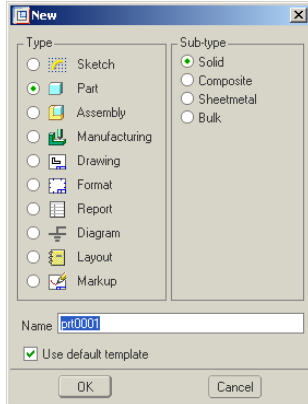 New
Type
Sub-type
Sketch
Solid
Part
Composite
Assembly
Sheetmetal
Manufacturing
Bulk
Drawing
Format
Report
Diagram
Layout
Markup
Name prt0001
Use default template
OK Cancel